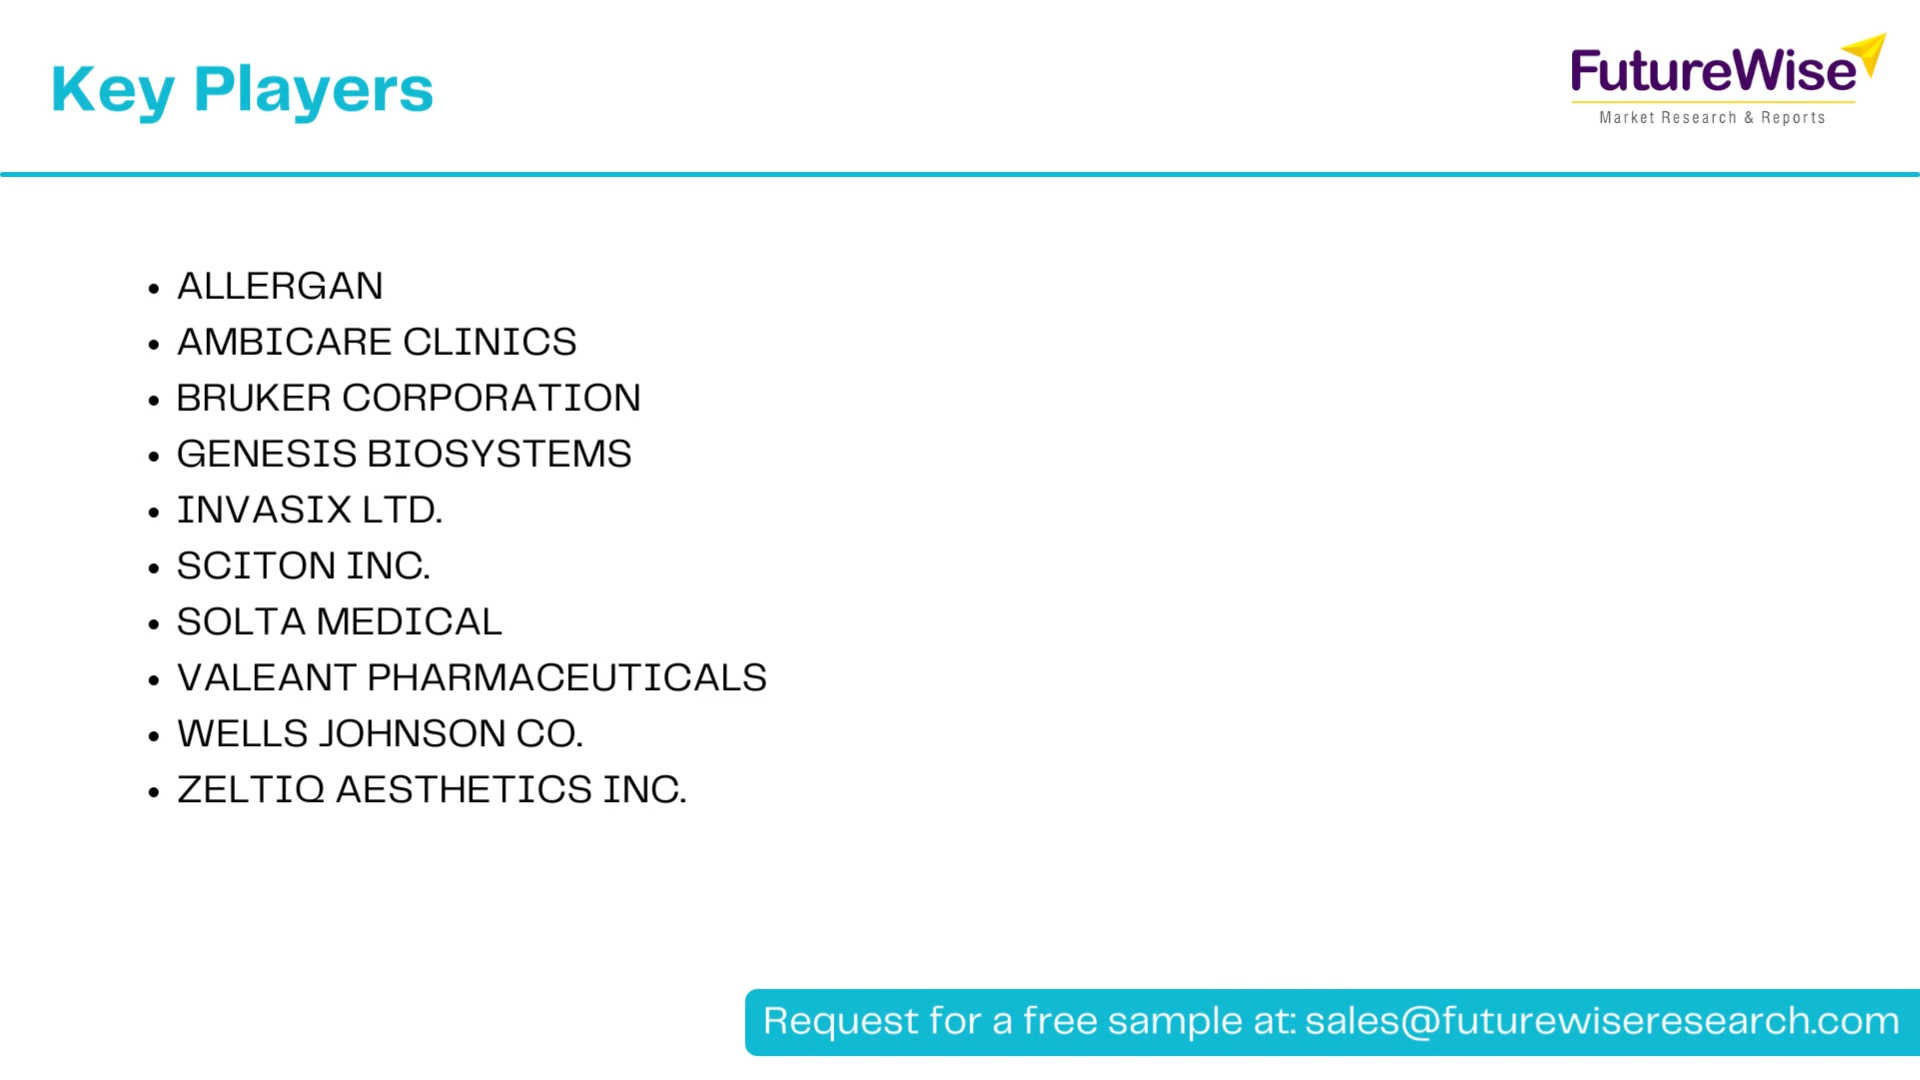 Key Players
FutureWise
Market Research & Reports
• ALLERGAN
• AMBICARE CLINICS
• BRUKER CORPORATION
• GENESIS BIOSYSTEMS
• INVASIX LTD.
• SCITON INC.
• SOLTA MEDICAL
• VALEANT PHARMACEUTICALS
• WELLS JOHNSON CO.
• ZELTIQ AESTHETICS INC.
Request for a free sample at: sales@futurewiseresearch.com